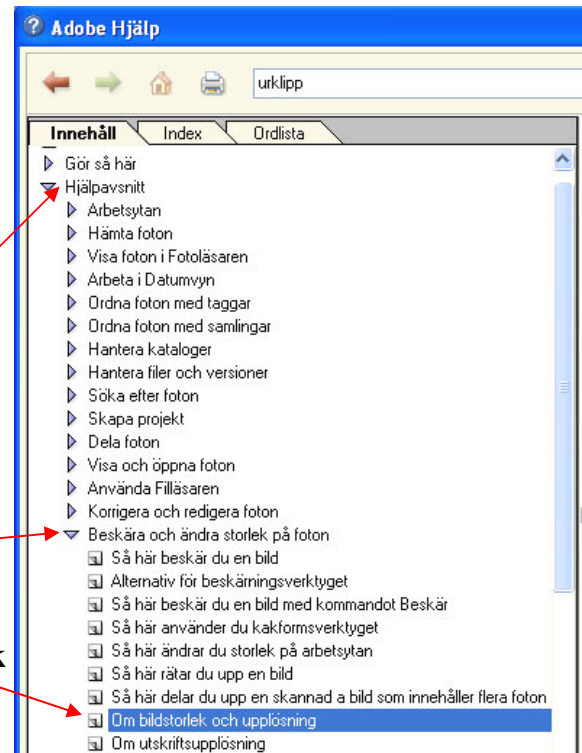 Adobe Hjälp
urklipp
Innehåll Index Ordlista
Gör så här
Hjälpavsnitt
Arbetsytan
Hämta foton
Visa foton i Fotoläsaren
Arbeta i Datumvyn
Ordna foton med taggar
Ordna foton med samlingar
Hantera kataloger
Hantera filer och versioner
Söka efter foton
Skapa projekt
Dela foton
Visa och öppna foton
Använda Filläsaren
Korrigera och redigera foton
Beskära och ändra storlek på foton
Så här beskär du en bild
Alternativ för beskärningsverktyget
Så här beskär du en bild med kommandot Beskär
Så här använder du kakformsverktyget
Så här ändrar du storlek på arbetsytan
k
Så här rätar du upp en bild
Så här delar du upp en skannad a bild som innehåller flera foton
Om bildstorlek och upplösning
Om utskriftsupplösning